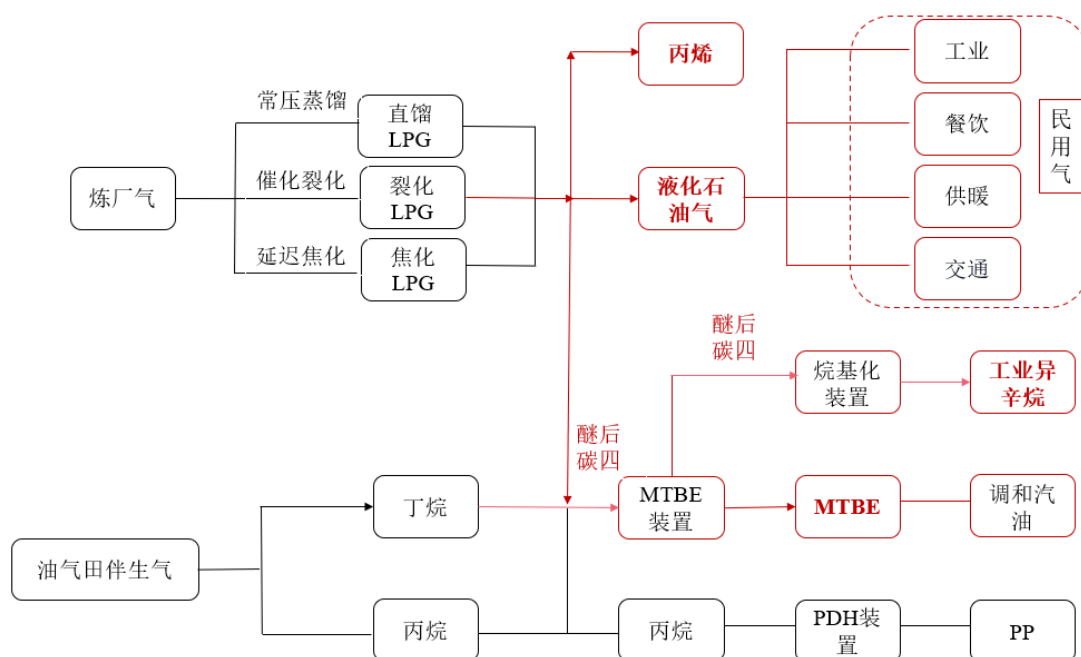 丙烯
工业
常压蒸馏
直馏
LPG
餐饮
民
用
气
炼厂气
催化裂化
裂化
LPG
液化石
油气
供暖
延迟焦化
焦化
LPG
交通
醚后
碳四
烷基化
装置
工业异
辛烷
醚后
碳四
丁烷
MTBE
装置
MTBE
调和汽
油
油气田伴生气
丙烷
丙烷
PDH装
置
PP